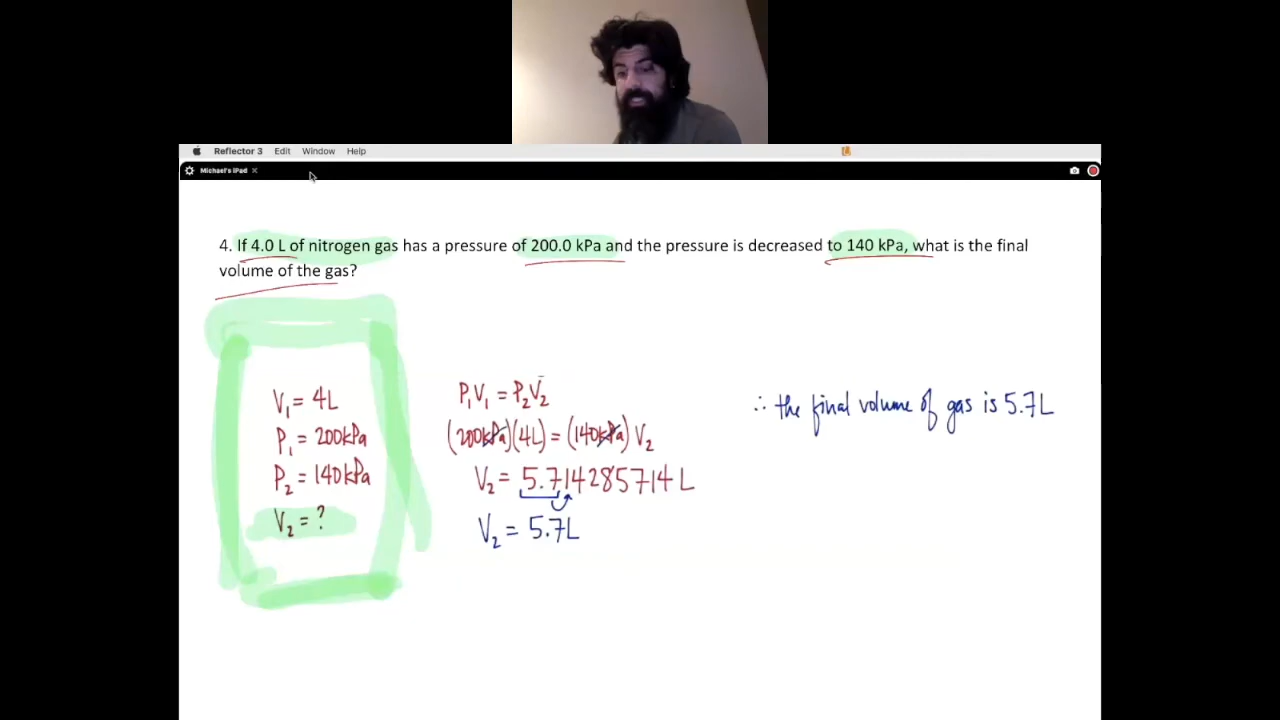 Reflector 3 Edit Window Help
Michael's iPad
4. If 4.0 L of nitrogen gas has a pressure of 200.0 kPa and the pressure is decreased to 140 kPa, what is the final
volume of the gas?
V₁ = 4L
P₁ = 200kPa
P₂ = 140kPa
V₂ = ?
P₁V₁ = P₂V₂
(200kPa)(4L) = (140kPa) V₂
V₂ = 5.714285714 L
V₂ = 5.7L
∴ the final volume of gas is 5.7L